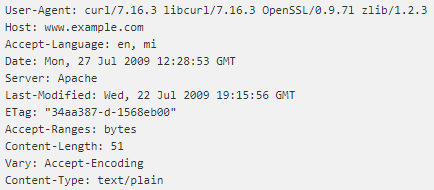 User-Agent: curl/7.16.3 libcurl/7.16.3 OpenSSL/0.9.7l zlib/1.2.3
Host: www.example.com
Accept-Language: en, mi
Date: Mon, 27 Jul 2009 12:28:53 GMT
Server: Apache
Last-Modified: Wed, 22 Jul 2009 19:15:56 GMT
ETag: "34aa387-d-1568eb00"
Accept-Ranges: bytes
Content-Length: 51
Vary: Accept-Encoding
Content-Type: text/plain